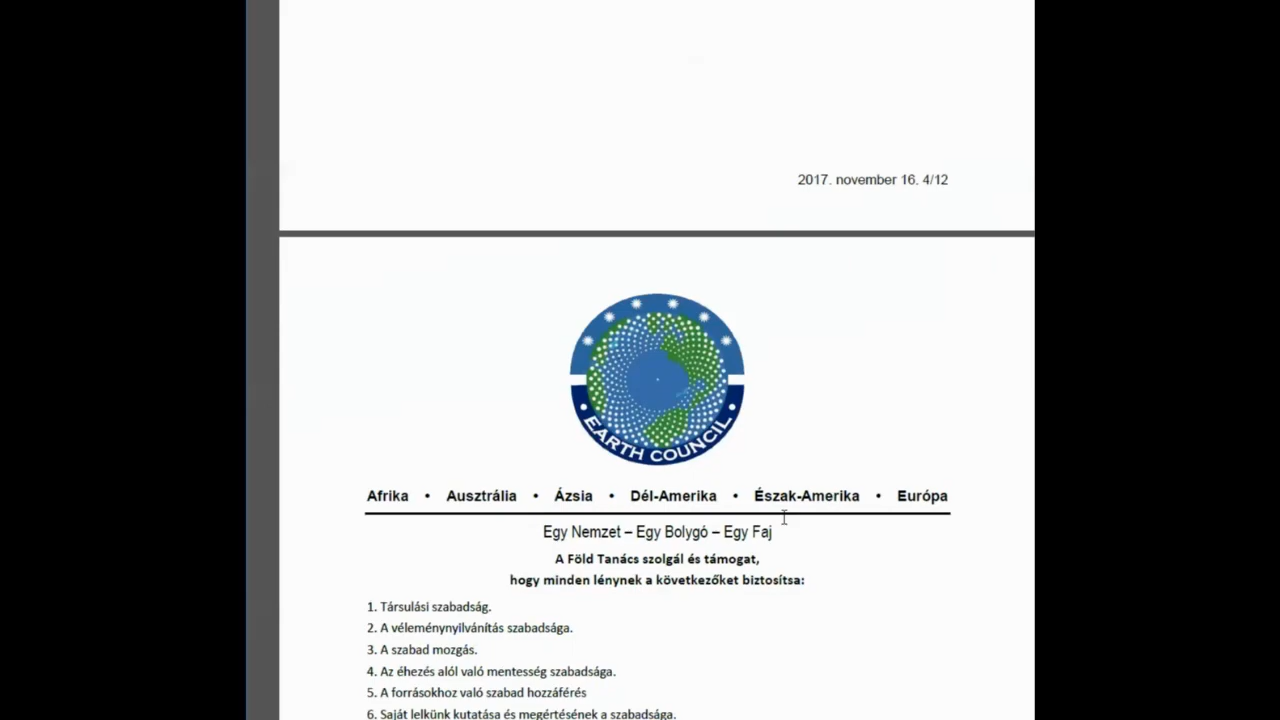 2017. november 16. 4/12
EARTH COUNCIL
Afrika • Ausztrália • Ázsia • Dél-Amerika • Észak-Amerika • Európa
Egy Nemzet – Egy Bolygó – Egy Faj
A Föld Tanács szolgál és támogat,
hogy minden lénynek a következőket biztosítsa:
1. Társulási szabadság.
2. A véleménynyilvánítás szabadsága.
3. A szabad mozgás.
4. Az éhezés alól való mentesség szabadsága.
5. A forrásokhoz való szabad hozzáférés
6. Saját lelkünk kutatása és megértésének a szabadsága.